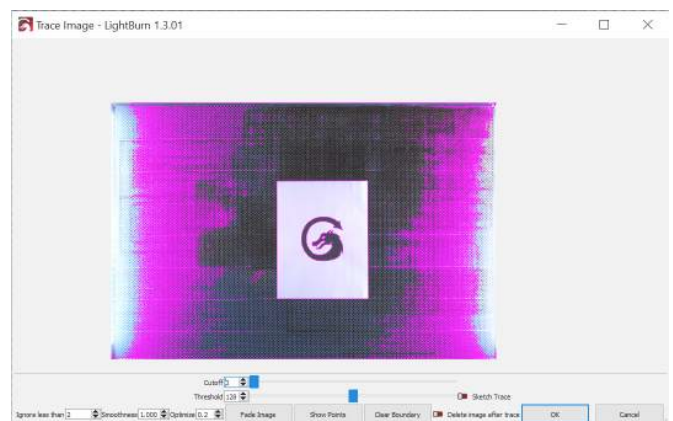 Trace Image - LightBurn 1.3.01
Cutoff
Threshold 128 Sketch Trace
Ignore less than 2 Smoothness 1.000 Optimize 0.2 Fade Image Show Points Clear Boundary Delete image after trace OK Cancel